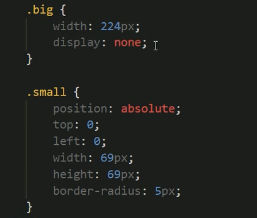 .big {
width: 224px;
display: none;
}
.small {
position: absolute;
top: 0;
left: 0;
width: 69px;
height: 69px;
border-radius: 5px;
}